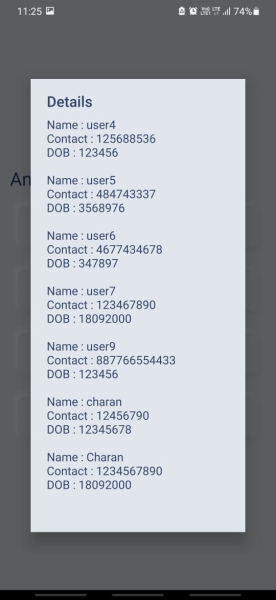 11:25
74%
Details
Name : user4
Contact : 125688536
DOB : 123456
Name : user5
Contact : 484743337
DOB : 3568976
An
Name : user6
Contact : 4677434678
DOB : 347897
Name : user7
Contact : 123467890
DOB : 18092000
Name : user9
Contact : 887766554433
DOB : 123456
Name : charan
Contact : 12456790
DOB : 12345678
Name : Charan
Contact : 1234567890
DOB : 18092000